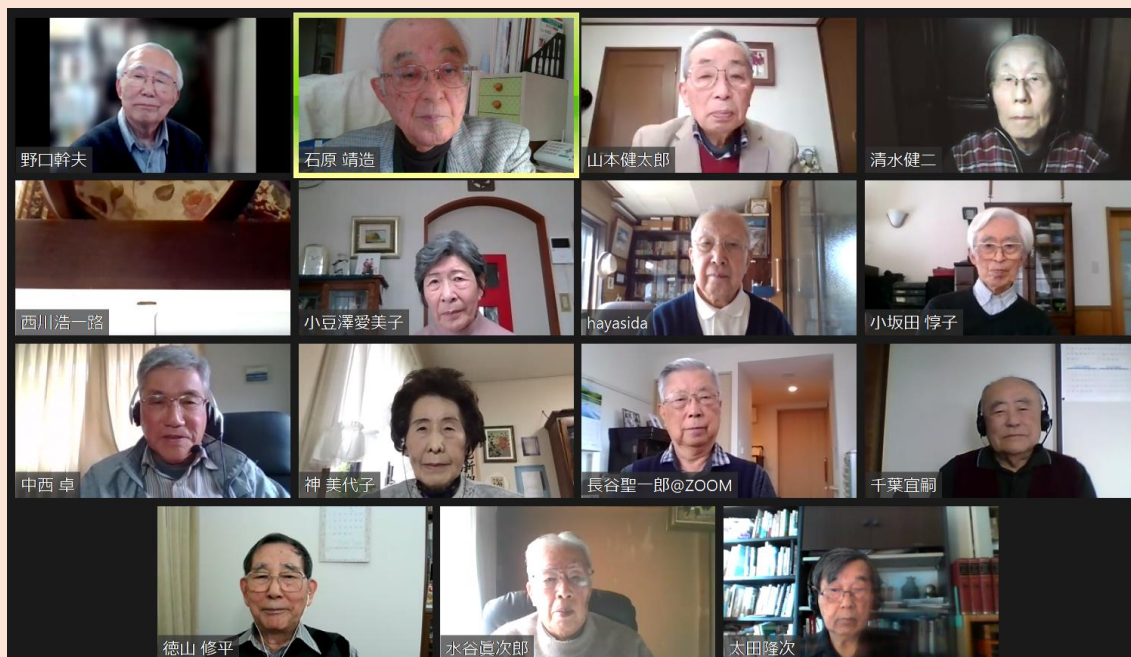 野口幹夫
石原 靖造
山本健太郎
清水健二
西川浩一路
小豆澤愛美子
hayasida
小坂田 惇子
中西 卓
神 美代子
長谷聖一郎@ZOOM
千葉宜嗣
德山 修平
水谷眞次郎
太田隆次